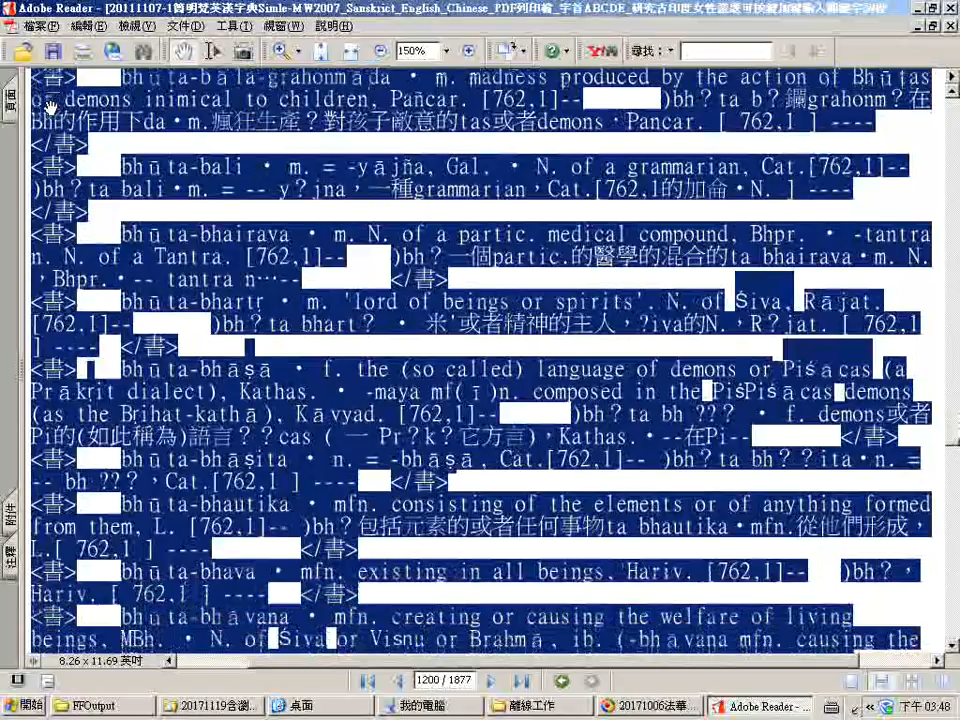 Adobe Reader - [20111107-1簡明梵英漢字典Simle-MW2007_Sanskrict_English_Chinese_PDF列印檔_字首ABCDE_研究古印度女性議題可按鍵輸入關鍵字詞程
檔案(F) 編輯(E) 檢視(V) 文件(D) 工具(T) 視窗(W) 說明(H)
150% 尋找：
頁面
<書> bhūta-bāla-grahonmāda • m. madness produced by the action of Bhūtas
or demons inimical to children, Pañcar. [762,1]-- )bh？ta b？鑭grahonm？在
Bh的作用下da•m.瘋狂生產？對孩子敵意的tas或者demons，Pancar. [ 762,1 ] ----
</書>
<書> bhūta-bali • m. = -yājña, Gal. • N. of a grammarian, Cat.[762,1]--
)bh？ta bali•m. = -- y？jna，一種grammarian，Cat.[762,1的加侖•N. ] ----
</書>
<書> bhūta-bhairava • m. N. of a partic. medical compound, Bhpr. • -tantra
n. N. of a Tantra. [762,1]-- )bh？一個partic.的醫學的混合的ta bhairava•m. N.
，Bhpr. •-- tantra n…-- </書>
<書> bhūta-bhartṛ • m. 'lord of beings or spirits'. N. of Śiva, Rājat.
[762.1]-- )bh？ta bhart？ • 米'或者精神的主人，?iva的N.，R？jat. [ 762,1
] ---- </書>
<書> bhūta-bhāṣā • f. the (so called) language of demons or Piśācas (a
Prākrit dialect), Kathas. • -maya mf(ī)n. composed in the PiśPiśācas demons
(as the Brihat-kathā), Kāvyad. [762,1]-- )bh？ta bh ??? • f. demons或者
Pi的(如此稱為)語言？？cas ( 一 Pr？k？它方言)，Kathas.•--在Pi-- </書>
<書> bhūta-bhāṣita • n. = -bhāṣā, Cat.[762,1]-- )bh？ta bh？？ita•n. =
-- bh ???，Cat.[762,1 ] ---- </書>
<書> bhūta-bhautika • mfn. consisting of the elements or of anything formed
from them, L. [762,1]-- )bh？包括元素的或者任何事物ta bhautika•mfn.從他們形成，
L.[ 762,1 ] ---- </書>
<書> bhūta-bhava • mfn. existing in all beings, Hariv. [762,1]-- )bh？，
Hariv. [ 762,1 ] ---- </書>
<書> bhūta-bhāvana • mfn. creating or causing the welfare of living
beings, MBh. • N. of Śiva or Visnu or Brahmā, ib. (-bhāvana mfn. causing the
附件
注釋
8.26 x 11.69 英吋
1200 / 1877
開始 FFOutput 20171119含瀏... 桌面 我的電腦 離線工作 20171006法華... Adobe Reader - ... 下午 03:48